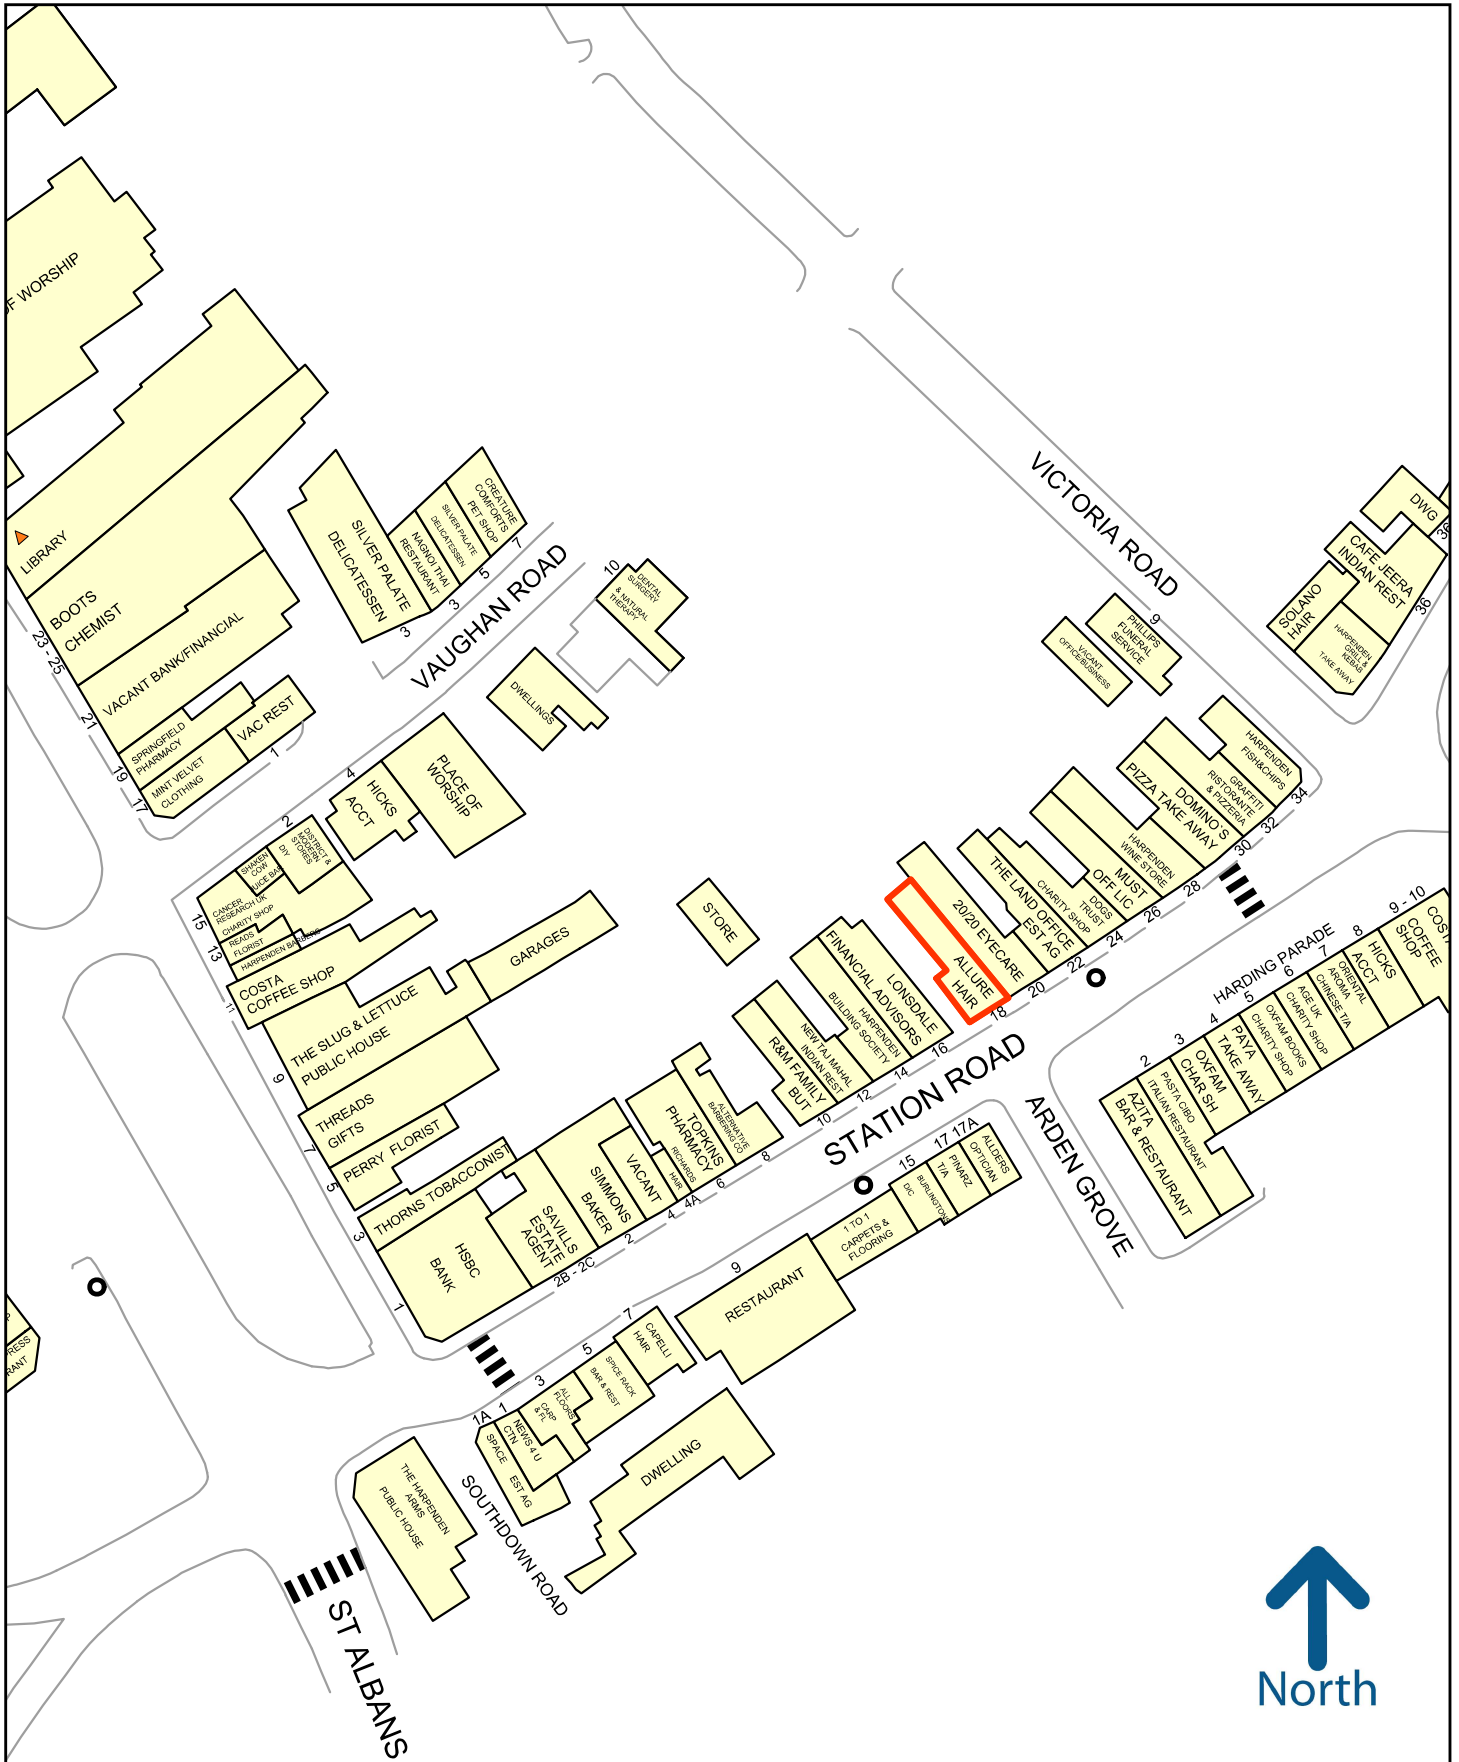 OF WORSHIP
LIBRARY
BOOTS
CHEMIST
23 - 25
VACANT BANK/FINANCIAL
21
SPRINGFIELD
PHARMACY
19
MINT VELVET
CLOTHING
17
VAC REST
1
SILVER PALATE
DELICATESSEN
3
NAGNOI THAI
RESTAURANT
3
SILVER PALATE
DELICATESSEN
5
CREATURE
COMFORTS
PET SHOP
7
VAUGHAN ROAD
10
DENTAL
SURGERY
& NATURAL
THERAPY
DWELLINGS
PLACE OF
WORSHIP
4
HICKS
ACCT
2
DISTRICT &
MODERN
STORES
DIY
SHAKEN
COW
JUICE BAR
CANCER
RESEARCH UK
CHARITY SHOP
15
READS
FLORIST
13
HARPENDEN BARBERS
COSTA
COFFEE SHOP
11
THE SLUG & LETTUCE
PUBLIC HOUSE
9
GARAGES
THREADS
GIFTS
7
PERRY FLORIST
5
THORNS TOBACCONIST
3
HSBC
BANK
1
SAVILLS
ESTATE
AGENT
2B - 2C
SIMMONS
BAKER
2
VACANT
4
RICHARDS
HAIR
4A
TOPKINS
PHARMACY
6
ALTERNATIVE
BARBERING CO
8
STORE
R&M FAMILY
BUT
10
NEW TAJ MAHAL
INDIAN REST
12
HARPENDEN
BUILDING SOCIETY
14
FINANCIAL ADVISORS
LONSDALE
16
ALLURE
HAIR
18
20/20 EYECARE
20
THE LAND OFFICE
EST AG
22
CHARITY SHOP
DOGS
TRUST
24
MUST
OFF LIC
26
HARPENDEN
WINE STORE
28
DOMINO`S
PIZZA TAKE AWAY
30
GRAFFITI
RISTORANTE
& PIZZERIA
32
HARPENDEN
FISH&CHIPS
34
VICTORIA ROAD
9
PHILLIPS
FUNERAL
SERVICE
VACANT
OFFICE/BUSINESS
DWG
36
CAFE JEERA
INDIAN REST
36
SOLANO
HAIR
HARPENDEN
GRILL &
KEBAB
TAKE AWAY
STATION ROAD
HARDING PARADE
9 - 10
COSTA
COFFEE
SHOP
8
HICKS
ACCT
7
ORIENTAL
AROMA
CHINESE T/A
6
AGE UK
CHARITY SHOP
5
OXFAM BOOKS
CHARITY SHOP
4
PAYA
TAKE AWAY
3
OXFAM
CHAR SH
2
PASTA CIBO
ITALIAN RESTAURANT
AZITA
BAR & RESTAURANT
ARDEN GROVE
17 17A
ALLDERS
OPTICIAN
PINARZ
T/A
15
BURLINGTONS
D/C
1 TO 1
CARPETS &
FLOORING
9
RESTAURANT
7
CAPELLI
HAIR
5
SPICE RACK
BAR & REST
3
ALL
FLOORS
CARP
& FL
1
NEWS 4 U
CTN
1A
SPACE
EST AG
DWELLING
SOUTHDOWN ROAD
THE HARPENDEN
ARMS
PUBLIC HOUSE
ST ALBANS
P
RESS
RANT
North